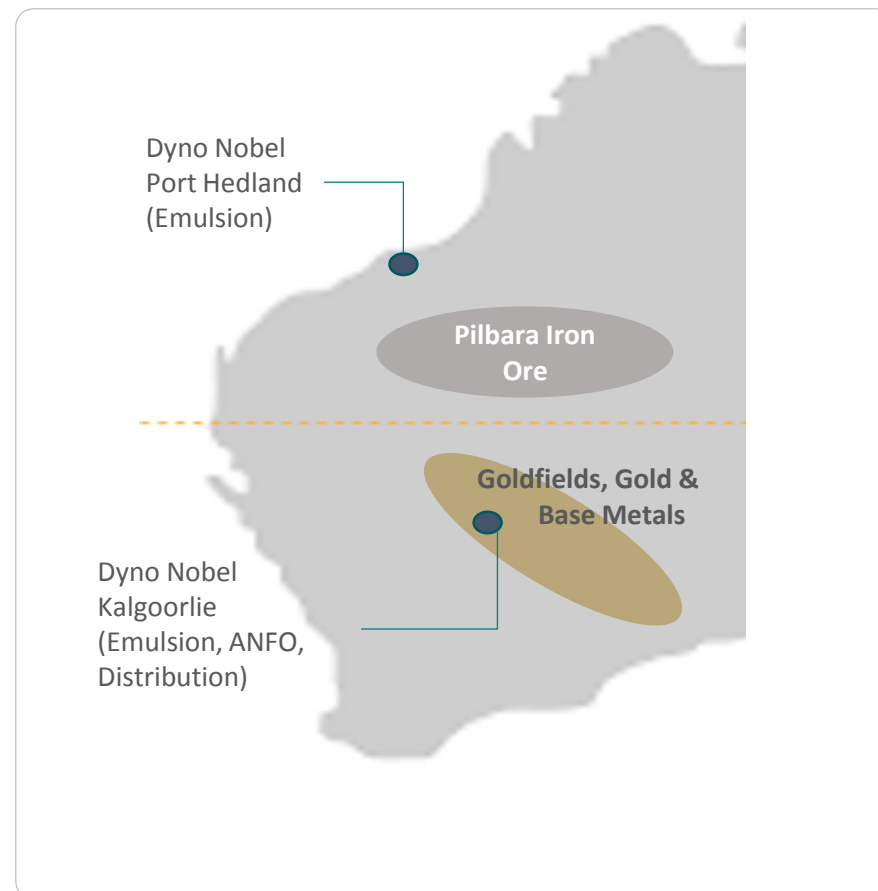 Dyno Nobel
Port Hedland
(Emulsion)
Pilbara Iron
Ore
Goldfields, Gold &
Base Metals
Dyno Nobel
Kalgoorlie
(Emulsion, ANFO,
Distribution)